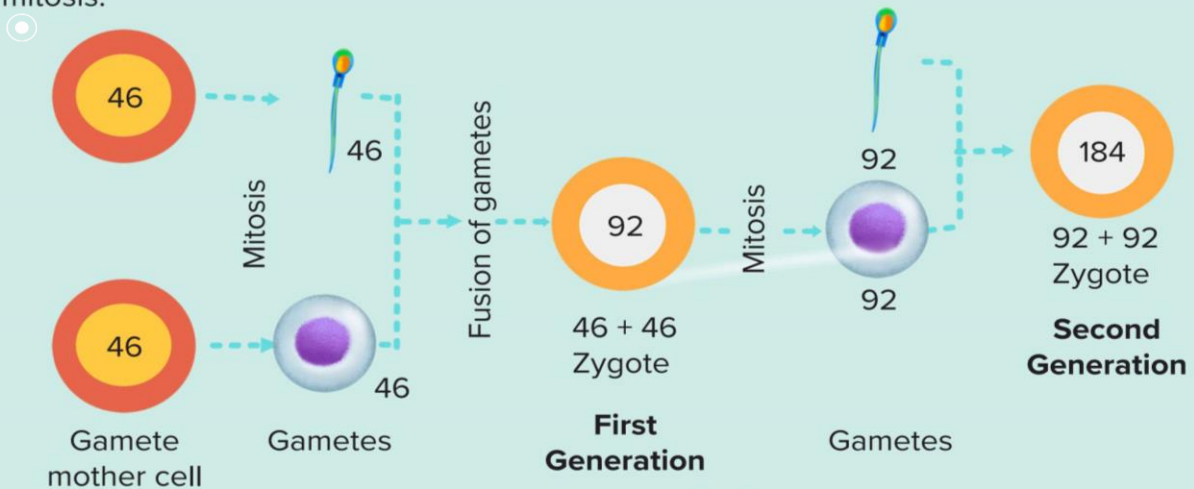 mitosis.
46
46
Mitosis
46
46
Gamete
mother cell
Gametes
Fusion of gametes
92
46 + 46
Zygote
First
Generation
Mitosis
92
92
Gametes
184
92 + 92
Zygote
Second
Generation